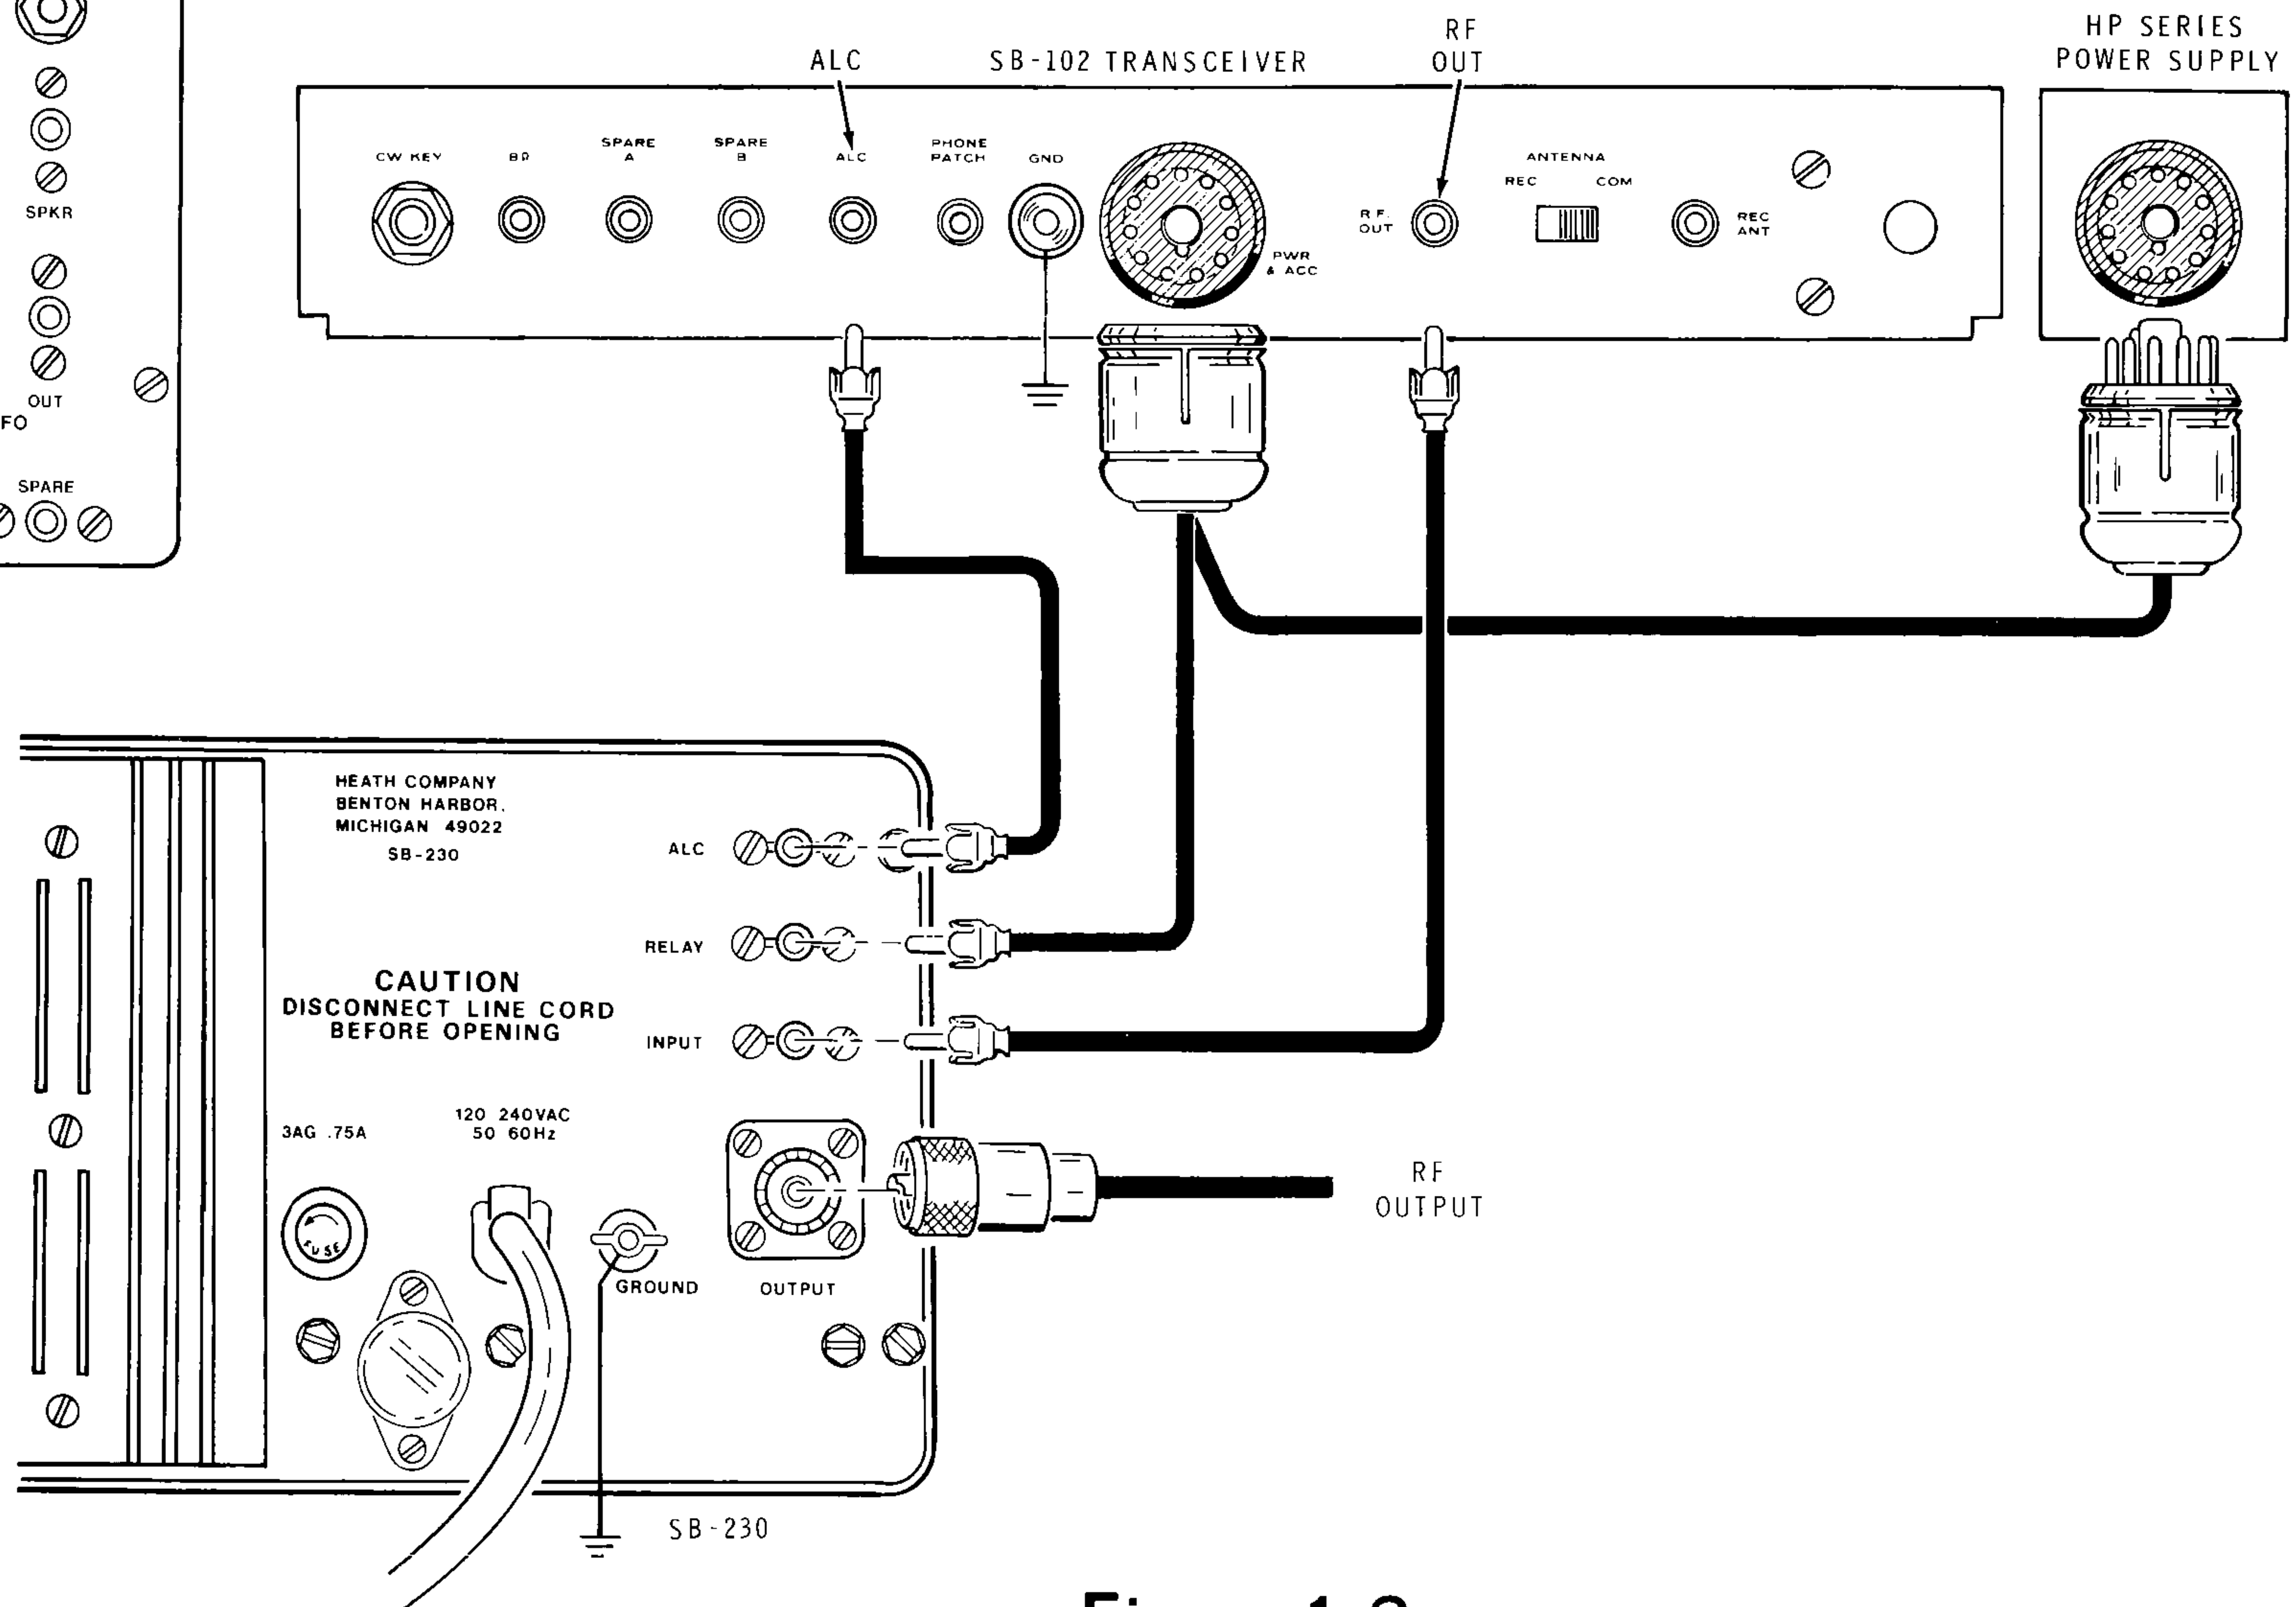 ALC
SB-102 TRANSCEIVER
RF
OUT
HP SERIES
POWER SUPPLY
CW KEY
BR
SPARE
A
SPARE
B
ALC
PHONE
PATCH
GND
PWR
& ACC
R.F.
OUT
ANTENNA
REC COM
REC
ANT
SPKR
OUT
FO
SPARE
HEATH COMPANY
BENTON HARBOR,
MICHIGAN 49022
SB-230
ALC
RELAY
INPUT
CAUTION
DISCONNECT LINE CORD
BEFORE OPENING
3AG .75A
120 240VAC
50 60Hz
FUSE
GROUND
OUTPUT
RF
OUTPUT
SB-230